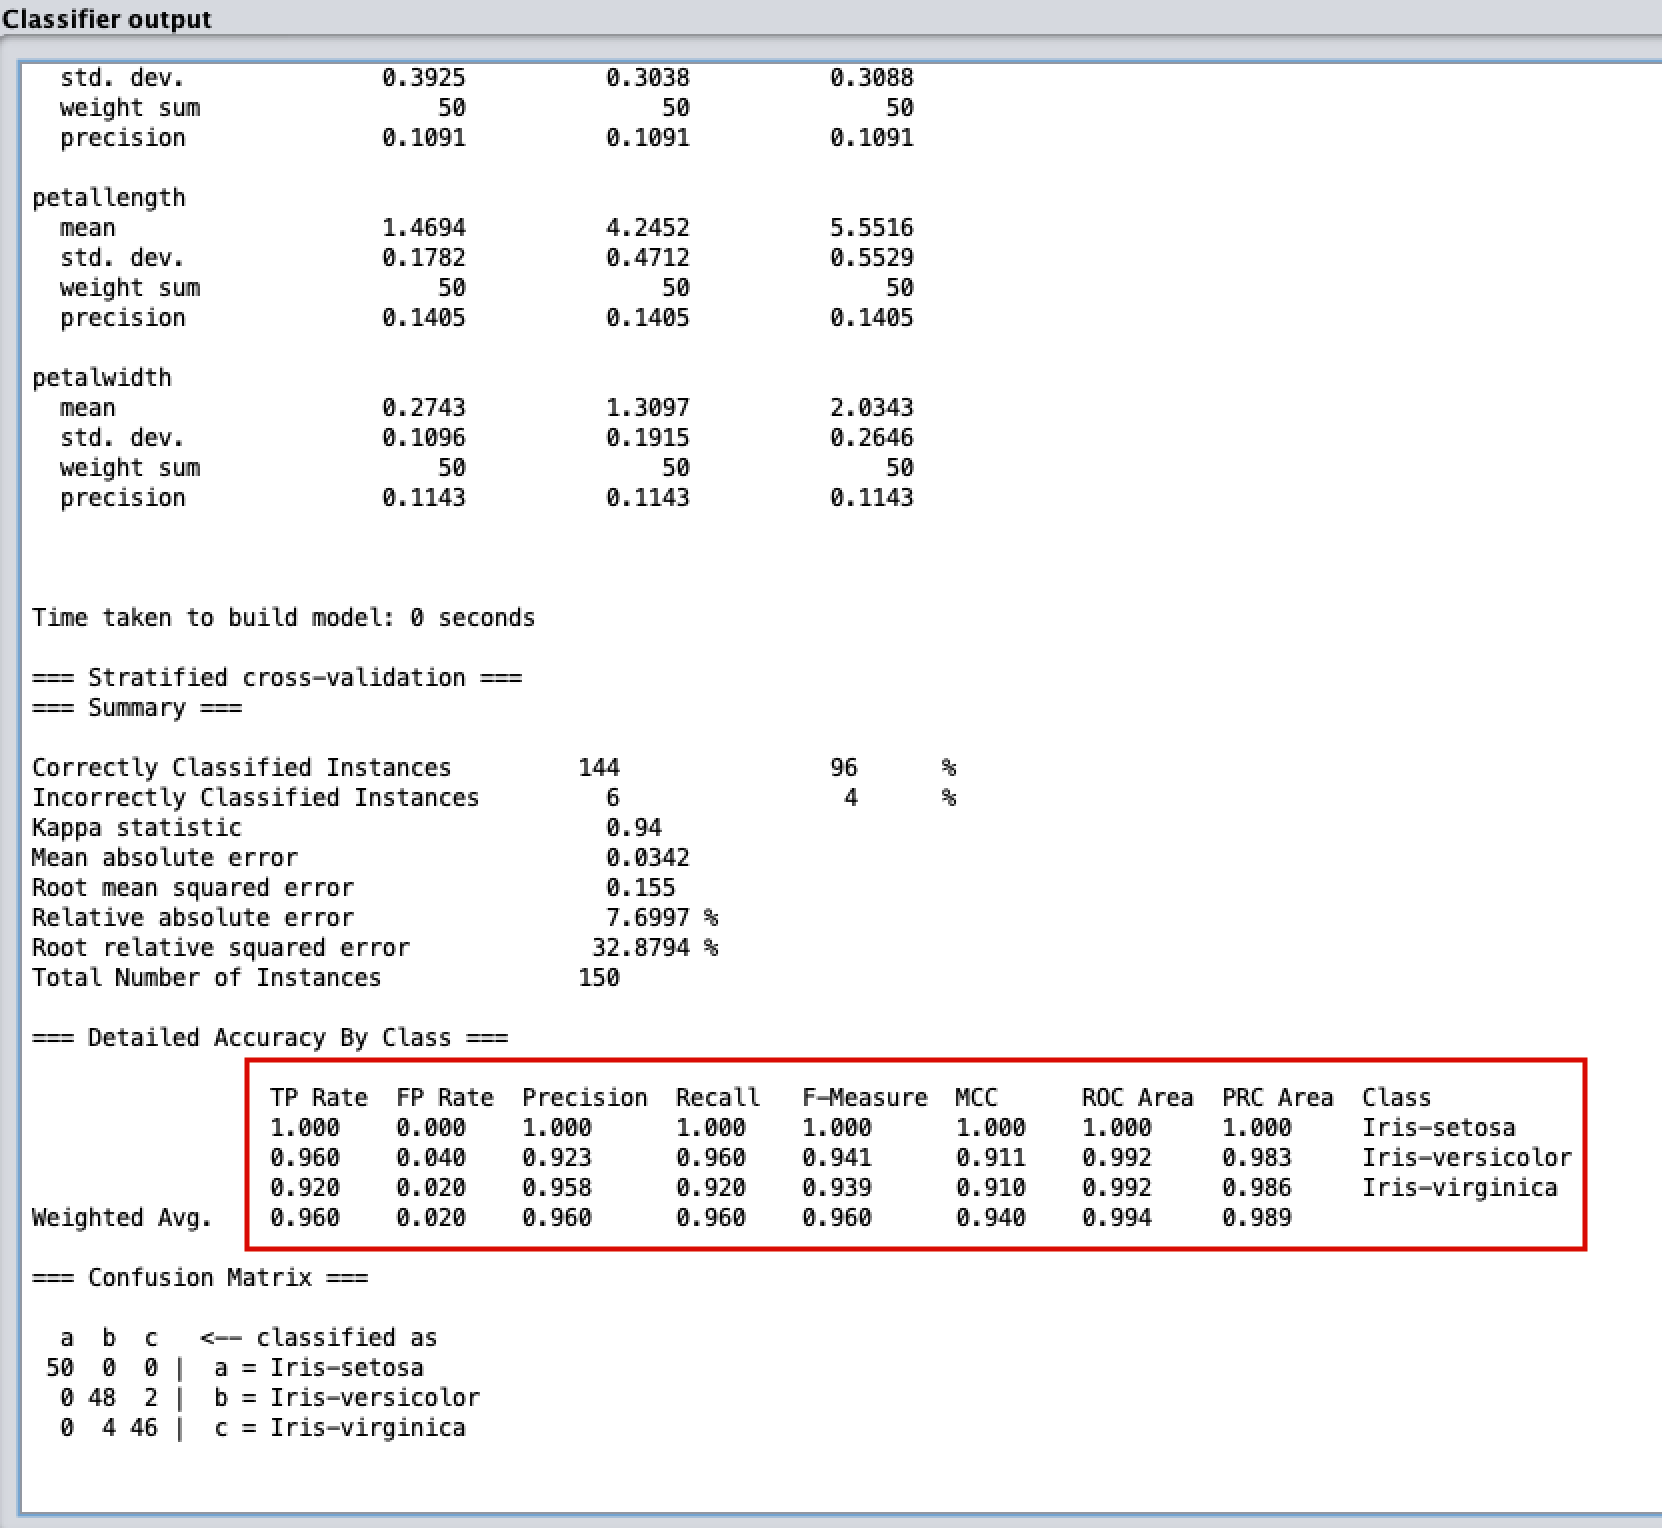 Classifier output
std. dev. 0.3925 0.3038 0.3088
weight sum 50 50 50
precision 0.1091 0.1091 0.1091
petallength
mean 1.4694 4.2452 5.5516
std. dev. 0.1782 0.4712 0.5529
weight sum 50 50 50
precision 0.1405 0.1405 0.1405
petalwidth
mean 0.2743 1.3097 2.0343
std. dev. 0.1096 0.1915 0.2646
weight sum 50 50 50
precision 0.1143 0.1143 0.1143
Time taken to build model: 0 seconds
=== Stratified cross-validation ===
=== Summary ===
Correctly Classified Instances 144 96 %
Incorrectly Classified Instances 6 4 %
Kappa statistic 0.94
Mean absolute error 0.0342
Root mean squared error 0.155
Relative absolute error 7.6997 %
Root relative squared error 32.8794 %
Total Number of Instances 150
=== Detailed Accuracy By Class ===
TP Rate FP Rate Precision Recall F-Measure MCC ROC Area PRC Area Class
1.000 0.000 1.000 1.000 1.000 1.000 1.000 1.000 Iris-setosa
0.960 0.040 0.923 0.960 0.941 0.911 0.992 0.983 Iris-versicolor
0.920 0.020 0.958 0.920 0.939 0.910 0.992 0.986 Iris-virginica
Weighted Avg. 0.960 0.020 0.960 0.960 0.960 0.940 0.994 0.989
=== Confusion Matrix ===
a b c <-- classified as
50 0 0 | a = Iris-setosa
0 48 2 | b = Iris-versicolor
0 4 46 | c = Iris-virginica